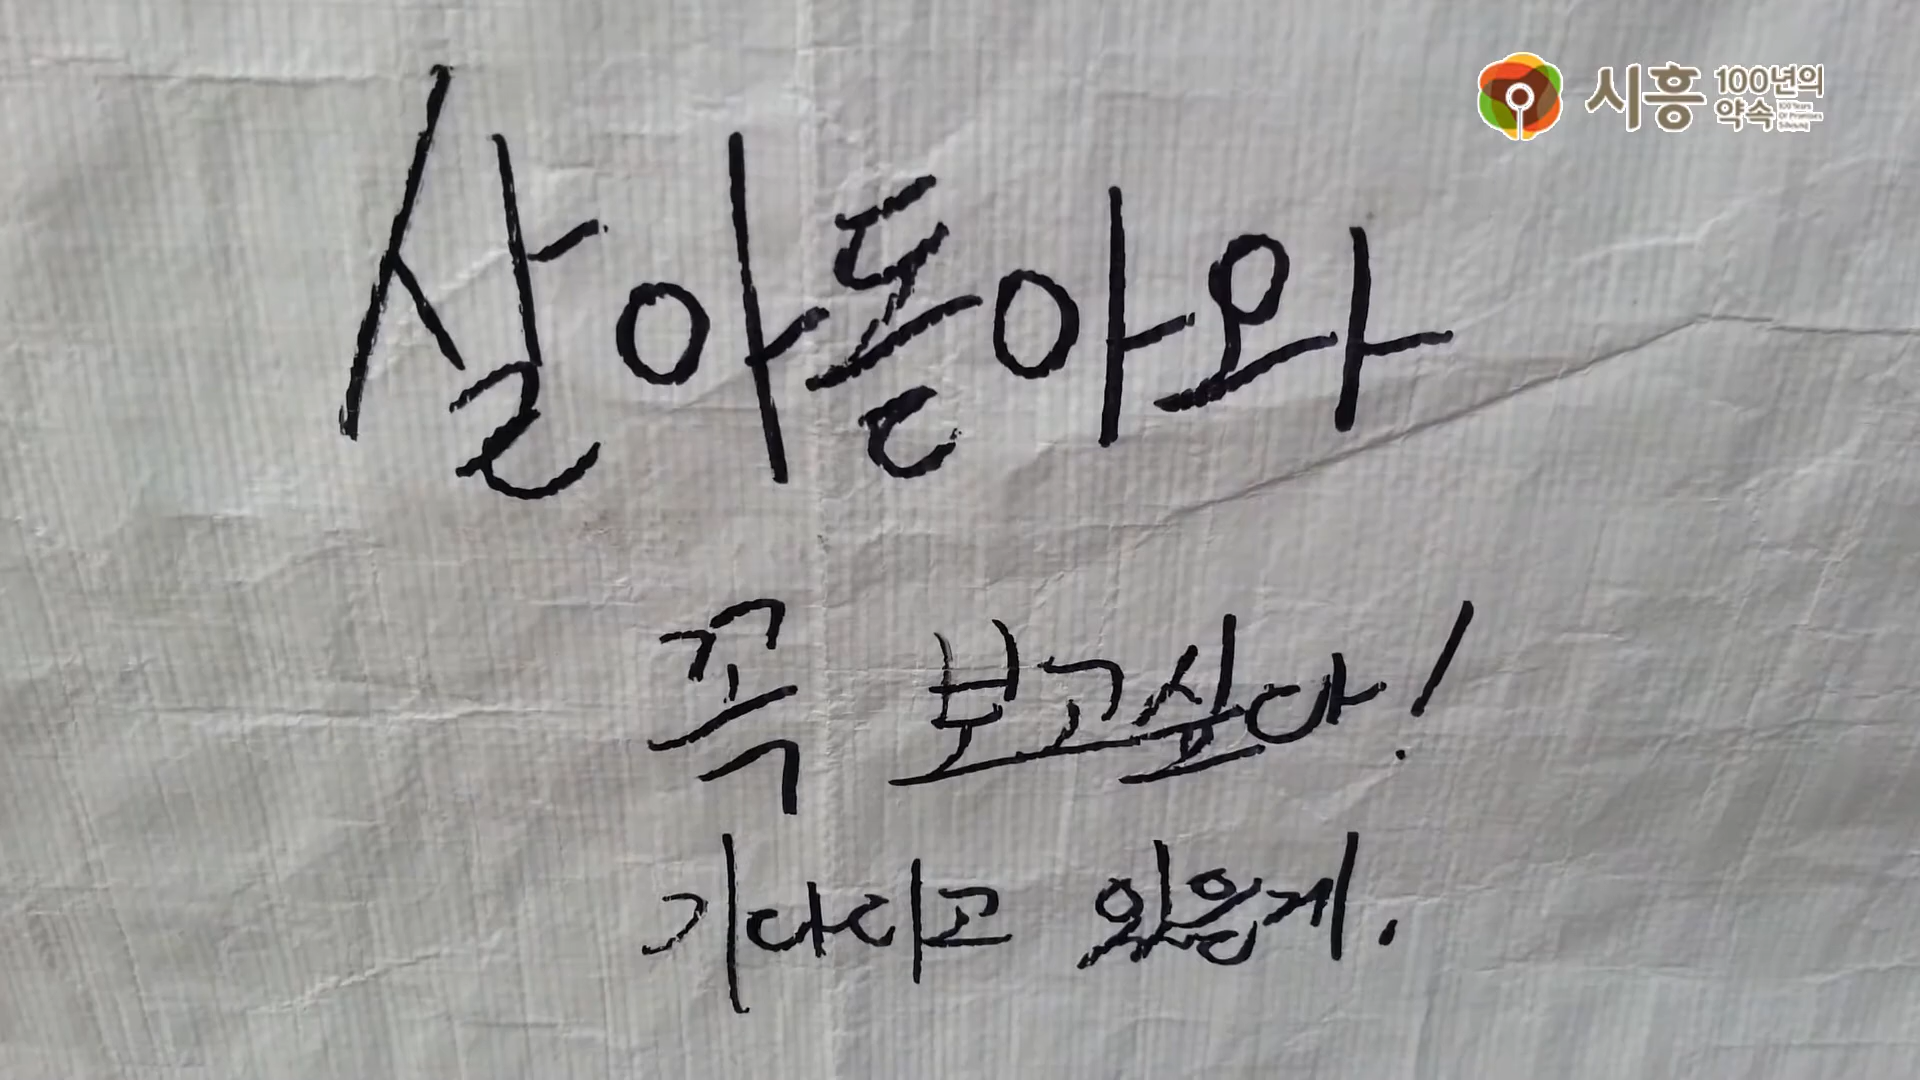 시흥 100년의
약속
살아돌아와
꼭 보고싶다!
기다리고 있을게.